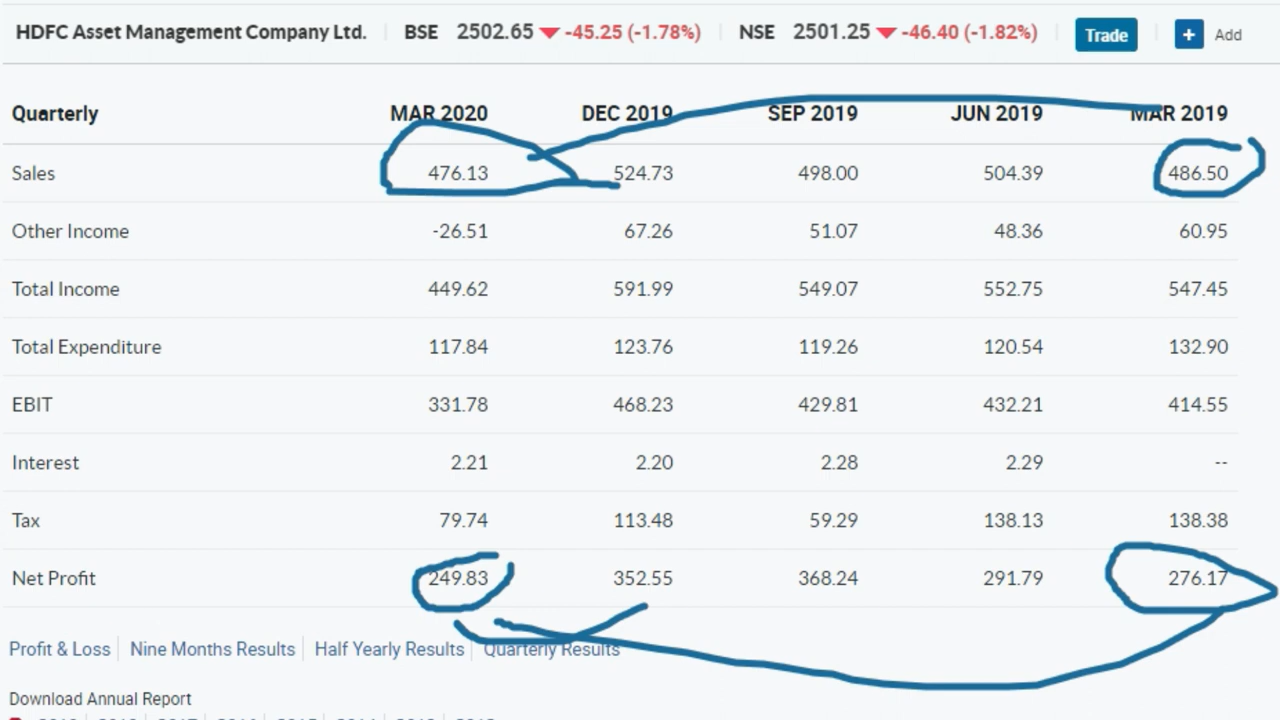 HDFC Asset Management Company Ltd. BSE 2502.65 -45.25 (-1.78%) NSE 2501.25 -46.40 (-1.82%) Trade + Add
Quarterly MAR 2020 DEC 2019 SEP 2019 JUN 2019 MAR 2019
Sales 476.13 524.73 498.00 504.39 486.50
Other Income -26.51 67.26 51.07 48.36 60.95
Total Income 449.62 591.99 549.07 552.75 547.45
Total Expenditure 117.84 123.76 119.26 120.54 132.90
EBIT 331.78 468.23 429.81 432.21 414.55
Interest 2.21 2.20 2.28 2.29 --
Tax 79.74 113.48 59.29 138.13 138.38
Net Profit 249.83 352.55 368.24 291.79 276.17
Profit & Loss Nine Months Results Half Yearly Results Quarterly Results
Download Annual Report